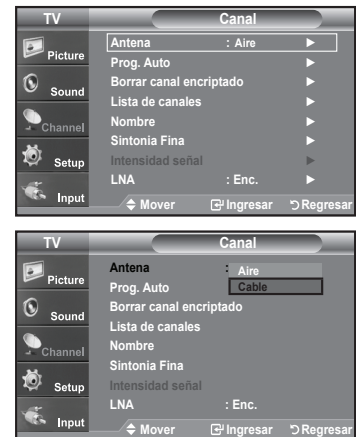 TV Canal
Picture
Sound
Channel
Setup
Input
Antena : Aire ►
Prog. Auto ►
Borrar canal encriptado ►
Lista de canales ►
Nombre ►
Sintonia Fina ►
Intensidad señal ►
LNA : Enc. ►
Mover Ingresar Regresar
TV Canal
Picture
Sound
Channel
Setup
Input
Antena : Aire
Prog. Auto Cable
Borrar canal encriptado
Lista de canales
Nombre
Sintonia Fina
Intensidad señal
LNA : Enc.
Mover Ingresar Regresar